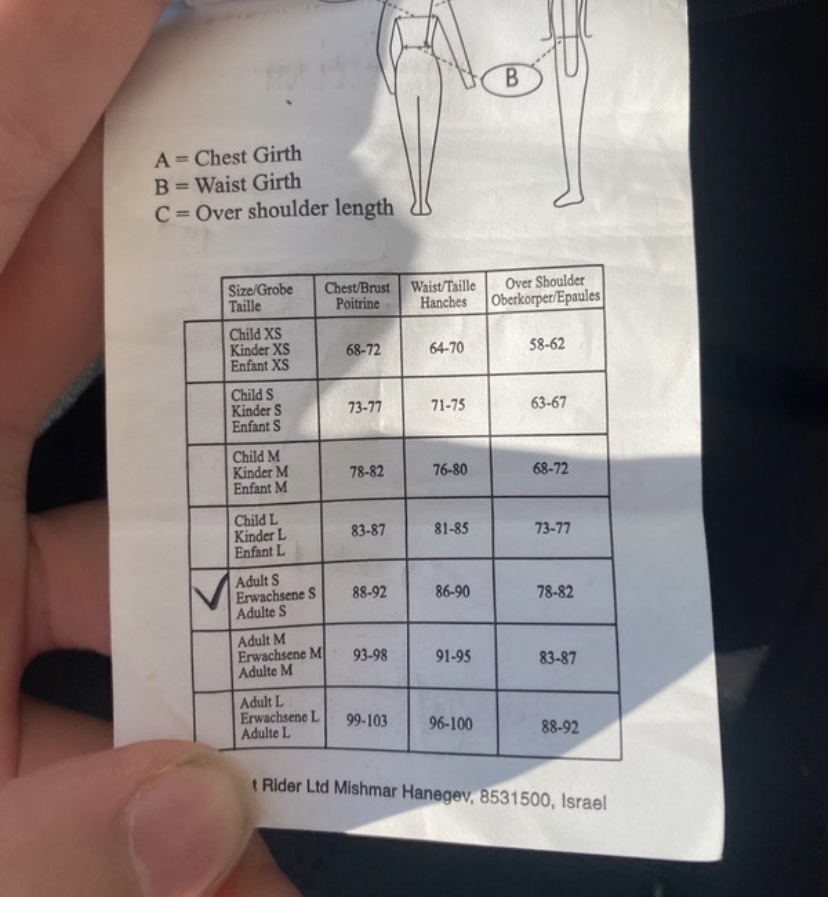 B
A = Chest Girth
B = Waist Girth
C = Over shoulder length
Size/Grobe Taille Chest/Brust Poitrine Waist/Taille Hanches Over Shoulder Oberkorper/Epaules
Child XS
Kinder XS 68-72 64-70 58-62
Enfant XS
Child S
Kinder S 73-77 71-75 63-67
Enfant S
Child M
Kinder M 78-82 76-80 68-72
Enfant M
Child L
Kinder L 83-87 81-85 73-77
Enfant L
Adult S
Erwachsene S 88-92 86-90 78-82
Adulte S
Adult M
Erwachsene M 93-98 91-95 83-87
Adulte M
Adult L
Erwachsene L 99-103 96-100 88-92
Adulte L
t Rider Ltd Mishmar Hanegev, 8531500, Israel